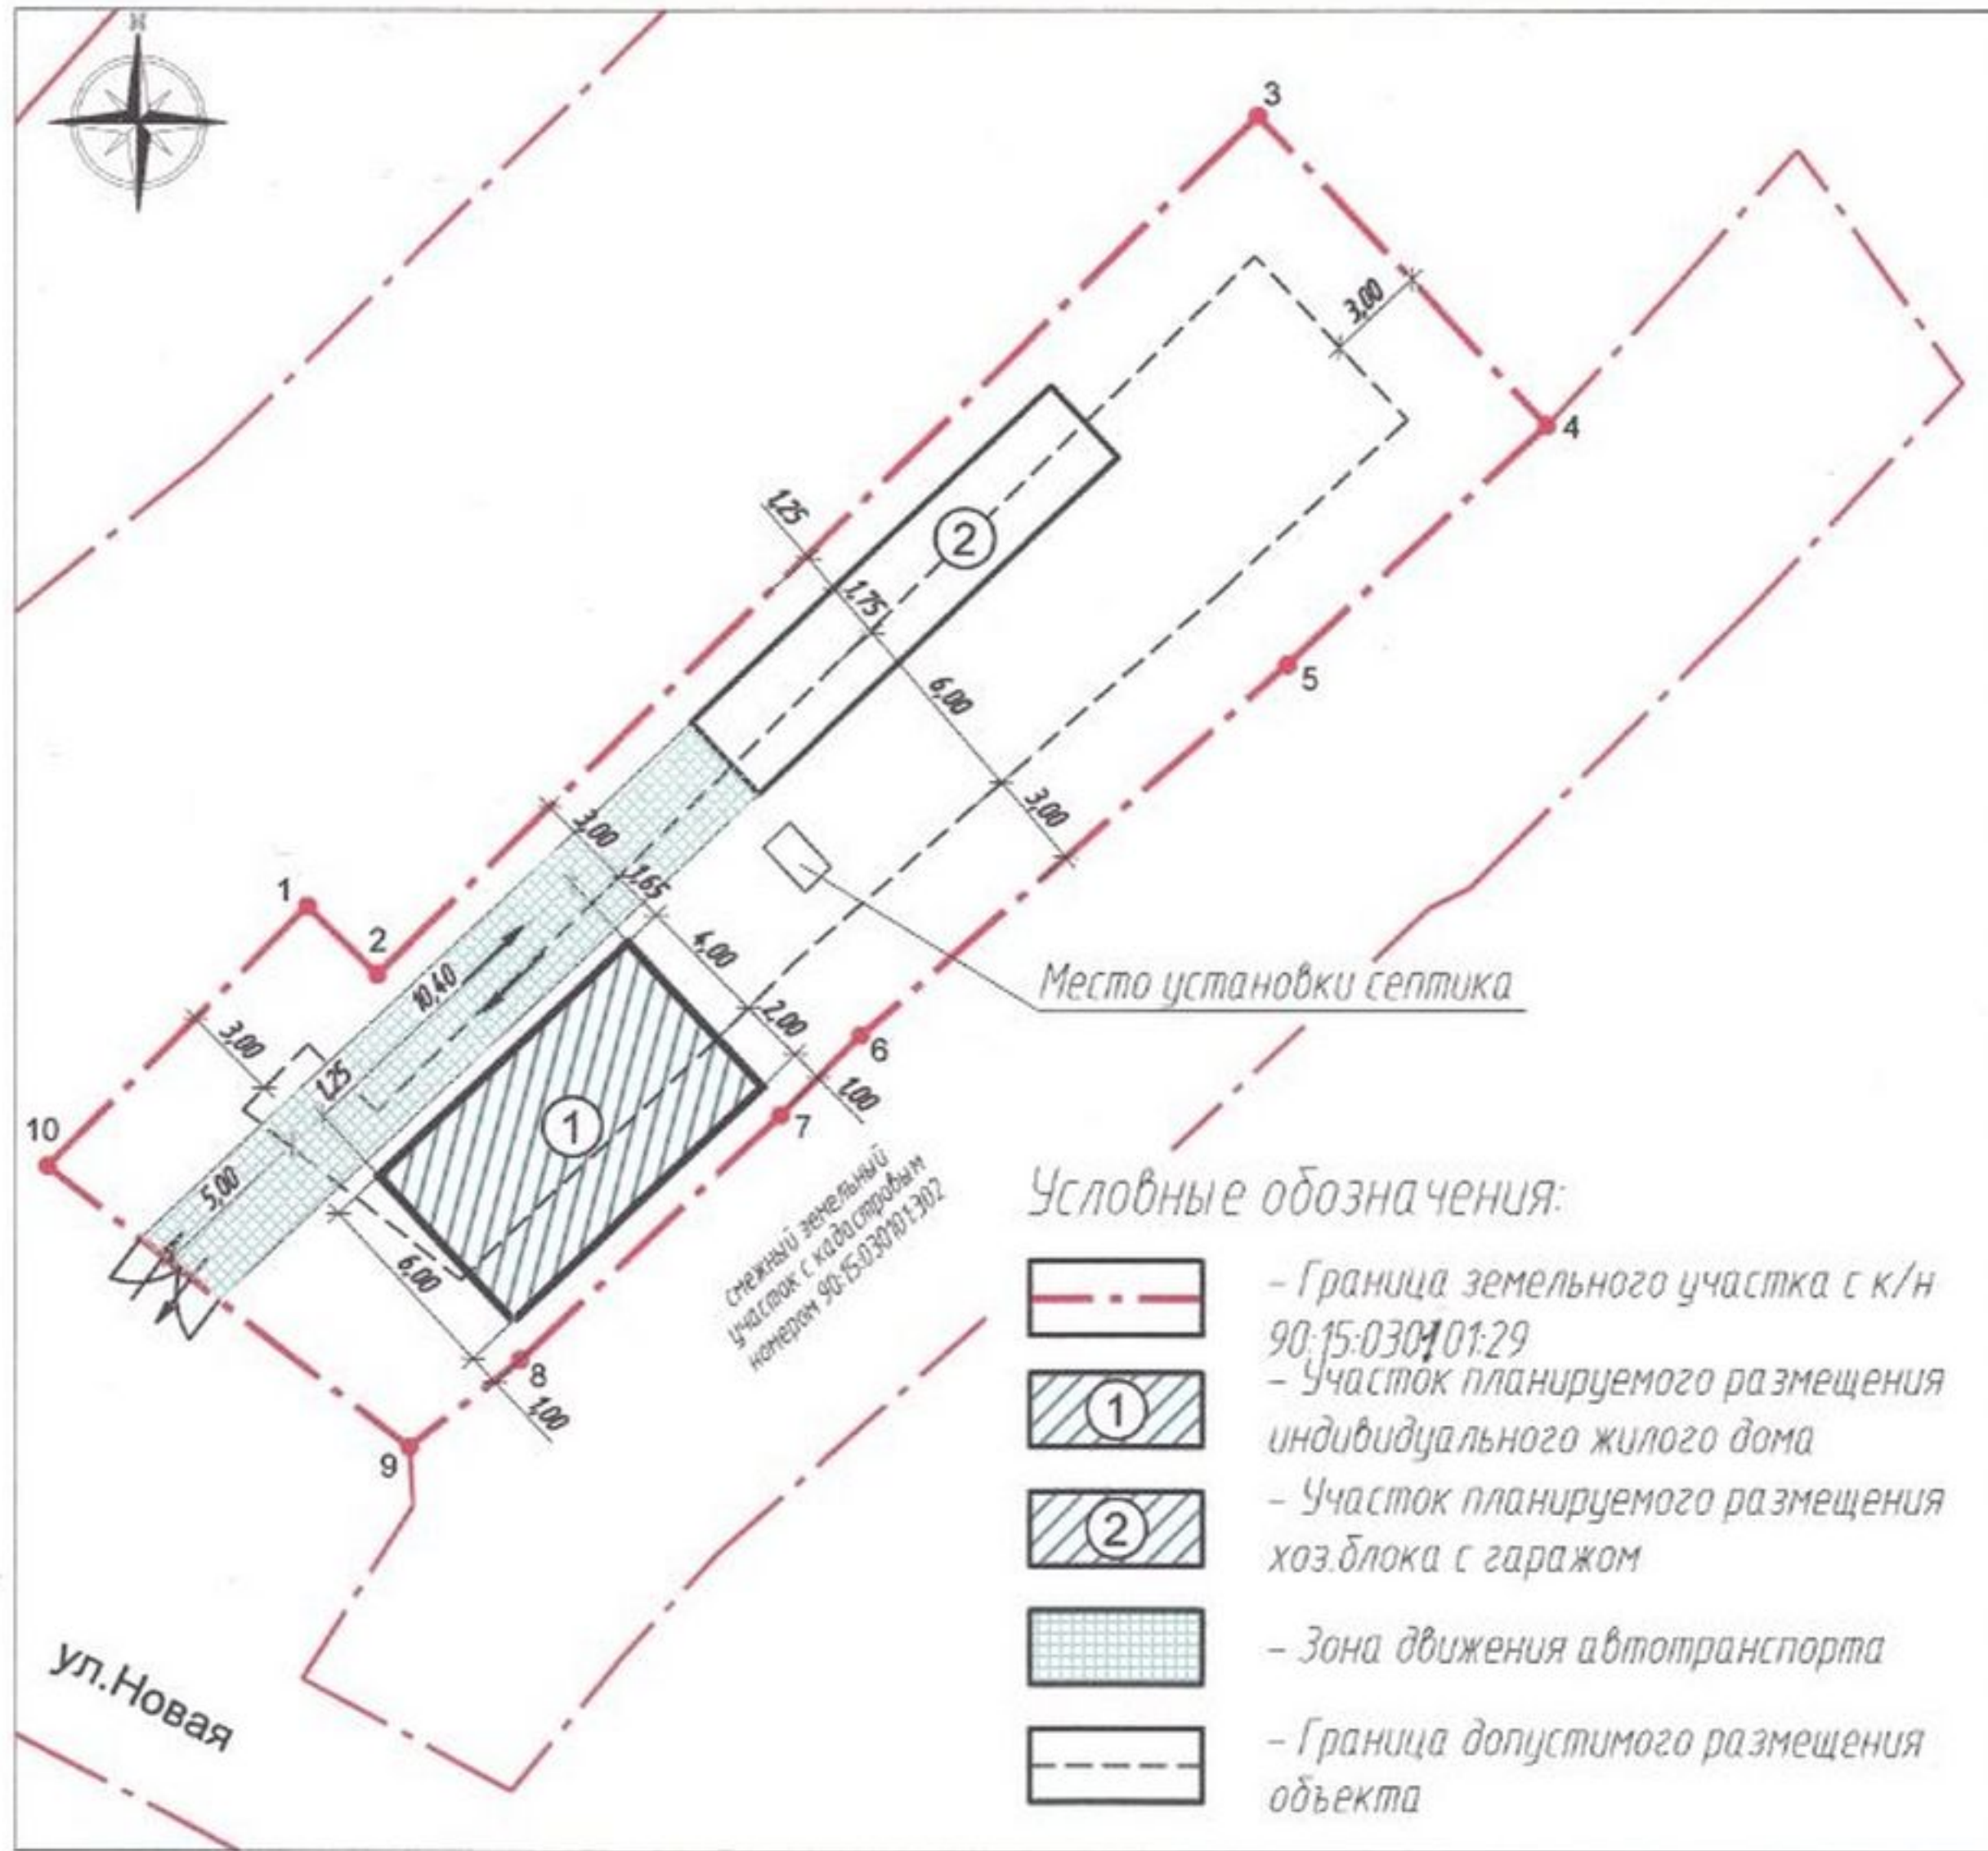 3
3,00
4
1,25
2
1,75
5
6,00
3,00
3,00
1,65
1
4,00
2
10,40
Место установки септика
2,00
3,00
6
1,25
1,00
1
7
10
5,00
смежный земельный
участок с кадастровым
номером 90:15:030101:302
6,00
8
1,00
9
ул.Новая
Условные обозначения:
- Граница земельного участка с к/н
90:15:030101:29
1
- Участок планируемого размещения
индивидуального жилого дома
2
- Участок планируемого размещения
хоз.блока с гаражом
- Зона движения автотранспорта
- Граница допустимого размещения
объекта